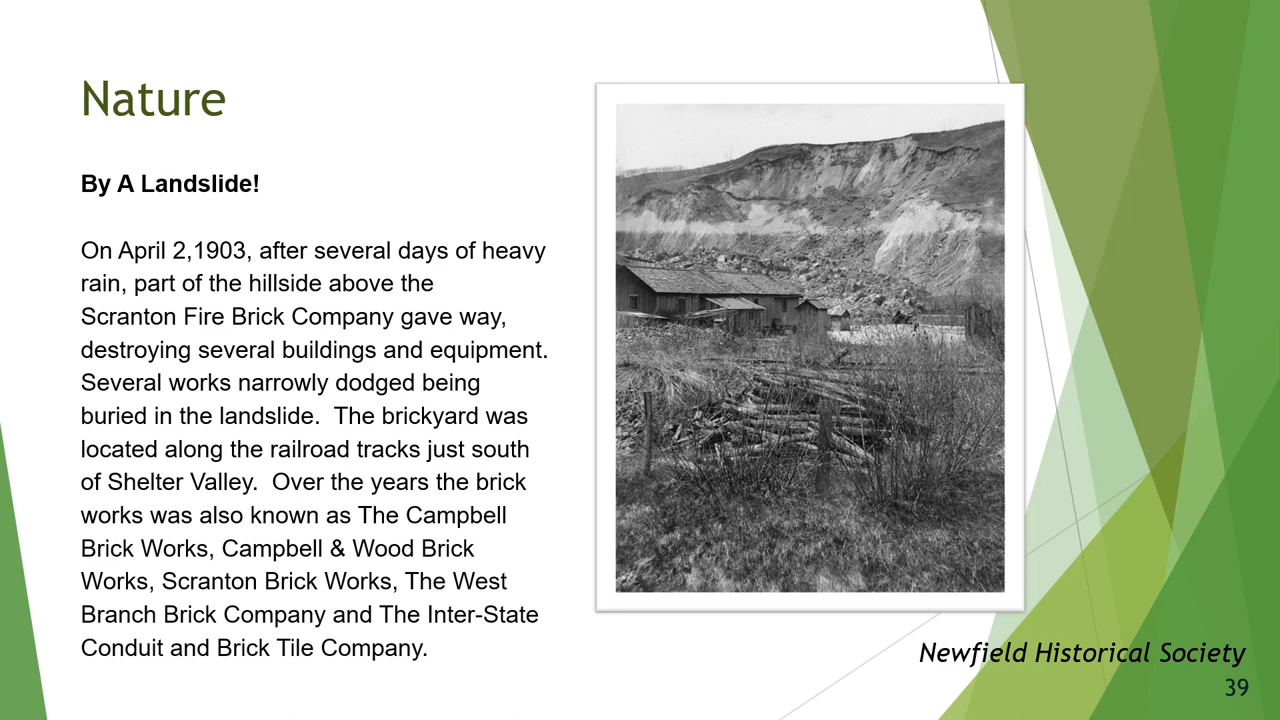 Nature
By A Landslide!
On April 2,1903, after several days of heavy
rain, part of the hillside above the
Scranton Fire Brick Company gave way,
destroying several buildings and equipment.
Several works narrowly dodged being
buried in the landslide.  The brickyard was
located along the railroad tracks just south
of Shelter Valley.  Over the years the brick
works was also known as The Campbell
Brick Works, Campbell & Wood Brick
Works, Scranton Brick Works, The West
Branch Brick Company and The Inter-State
Conduit and Brick Tile Company.
Newfield Historical Society
39